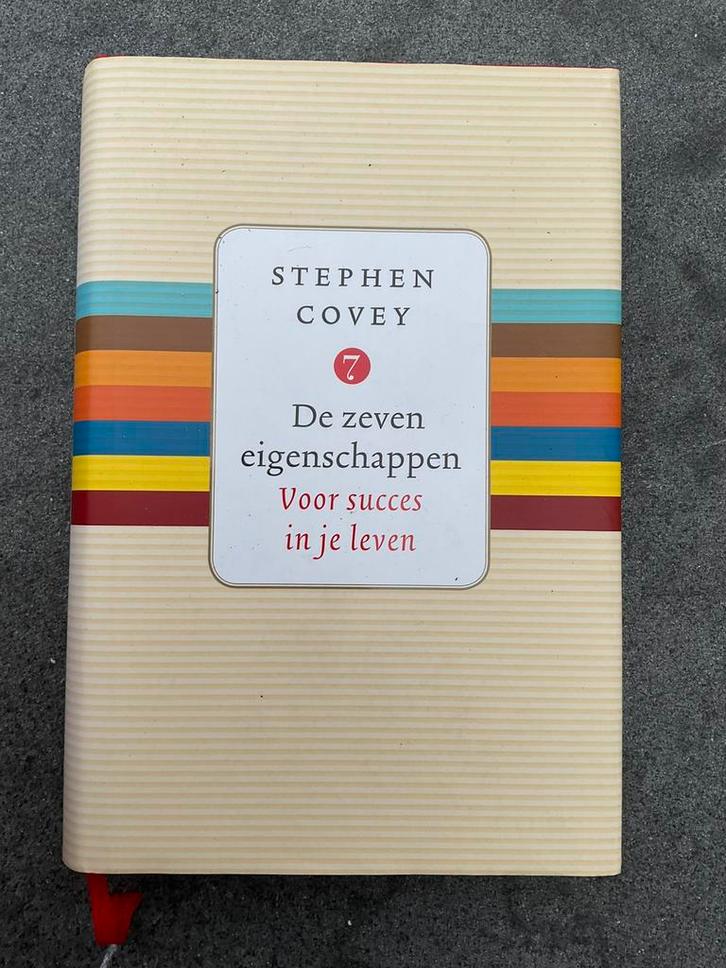 STEPHEN
COVEY
7
De zeven
eigenschappen
Voor succes
in je leven